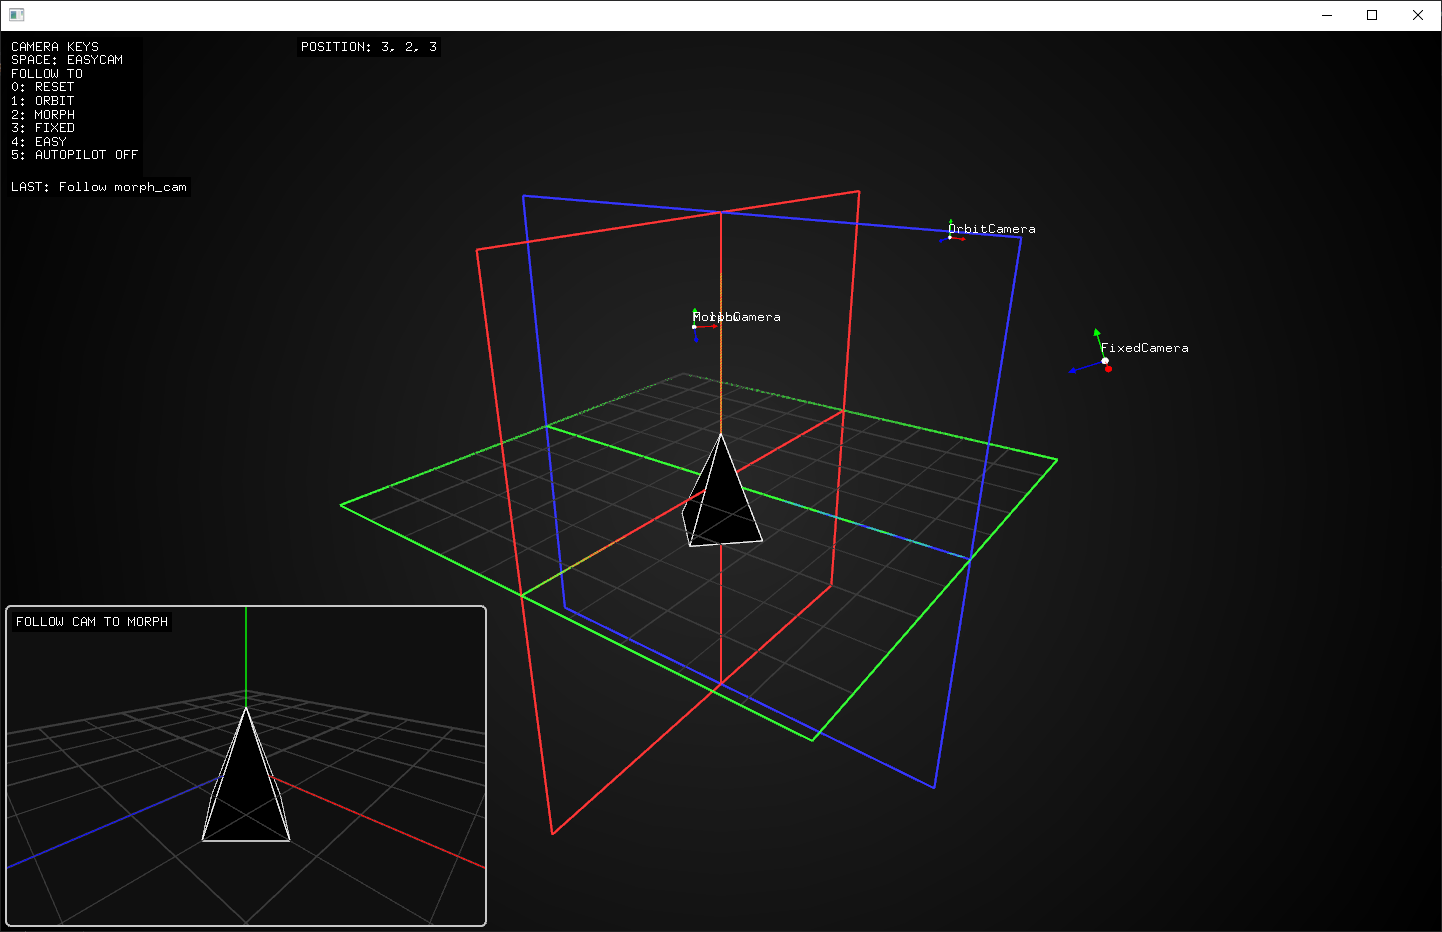 CAMERA KEYS
SPACE: EASYCAM
FOLLOW TO
0: RESET
1: ORBIT
2: MORPH
3: FIXED
4: EASY
5: AUTOPILOT OFF
LAST: Follow morph_cam
POSITION: 3, 2, 3
OrbitCamera
MorphCamera
FixedCamera
FOLLOW CAM TO MORPH